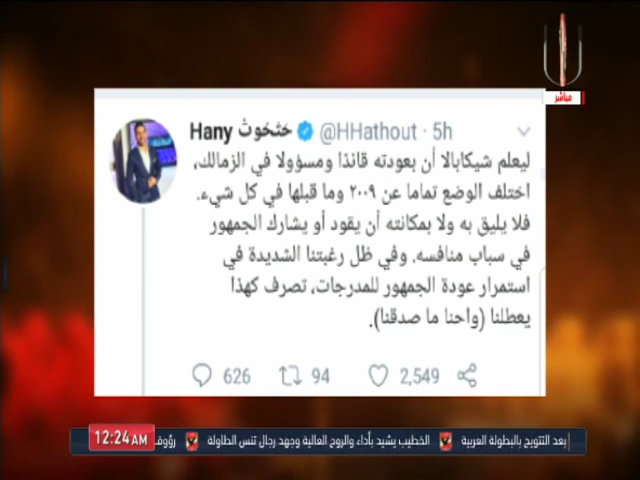 مباشر
Hany حَتحُوتْ @HHathout · 5h
ليعلم شيكابالا أن بعودته قائدًا ومسؤولا في الزمالك،
اختلف الوضع تماما عن ٢٠٠٩ وما قبلها في كل شيء.
فلا يليق به ولا بمكانته أن يقود أو يشارك الجمهور
في سباب منافسه. وفي ظل رغبتنا الشديدة في
استمرار عودة الجمهور للمدرجات، تصرف كهذا
يعطلنا (واحنا ما صدقنا).
626 94 2,549
بعد التتويج بالبطولة العربية الخطيب يشيد بأداء والروح العالية وجهد رجال تنس الطاولة رؤوف
12:24 AM